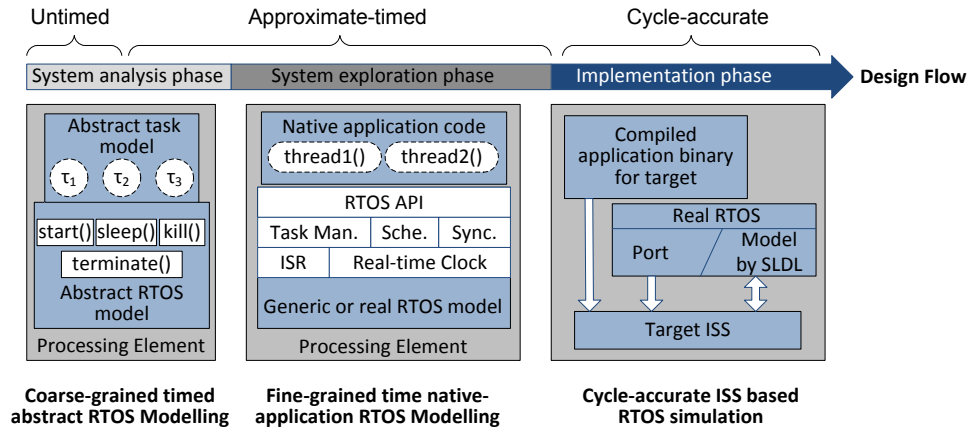 Untimed
Approximate-timed
Cycle-accurate
System analysis phase
System exploration phase
Implementation phase
Design Flow
Abstract task
model
τ1
τ2
τ3
start()
sleep()
kill()
terminate()
Abstract RTOS
model
Processing Element
Native application code
thread1()
thread2()
RTOS API
Task Man.
Sche.
Sync.
ISR
Real-time Clock
Generic or real RTOS model
Processing Element
Compiled
application binary
for target
Real RTOS
Port
Model
by SLDL
Target ISS
Coarse-grained timed
abstract RTOS Modelling
Fine-grained time native-
application RTOS Modelling
Cycle-accurate ISS based
RTOS simulation